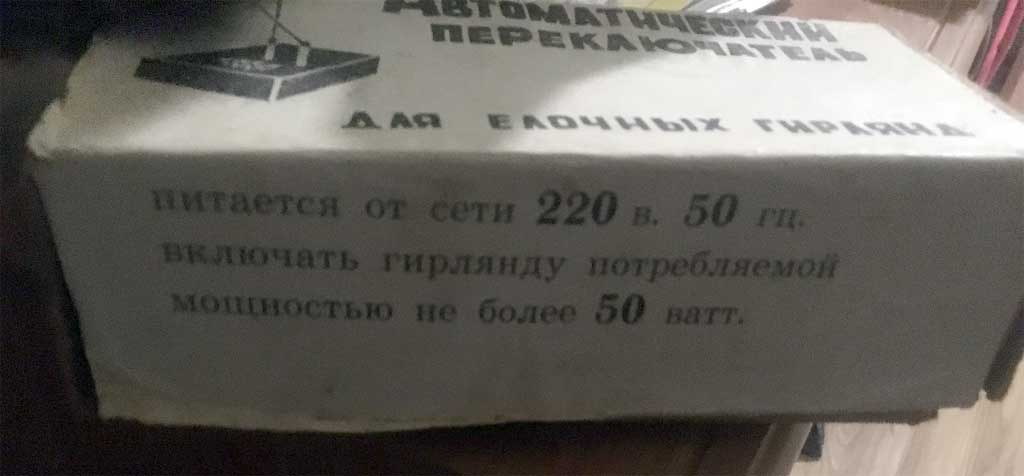 Автоматический
переключатель
для елочных гирлянд
питается от сети 220 в. 50 гц.
включать гирлянду потребляемой
мощностью не более 50 ватт.